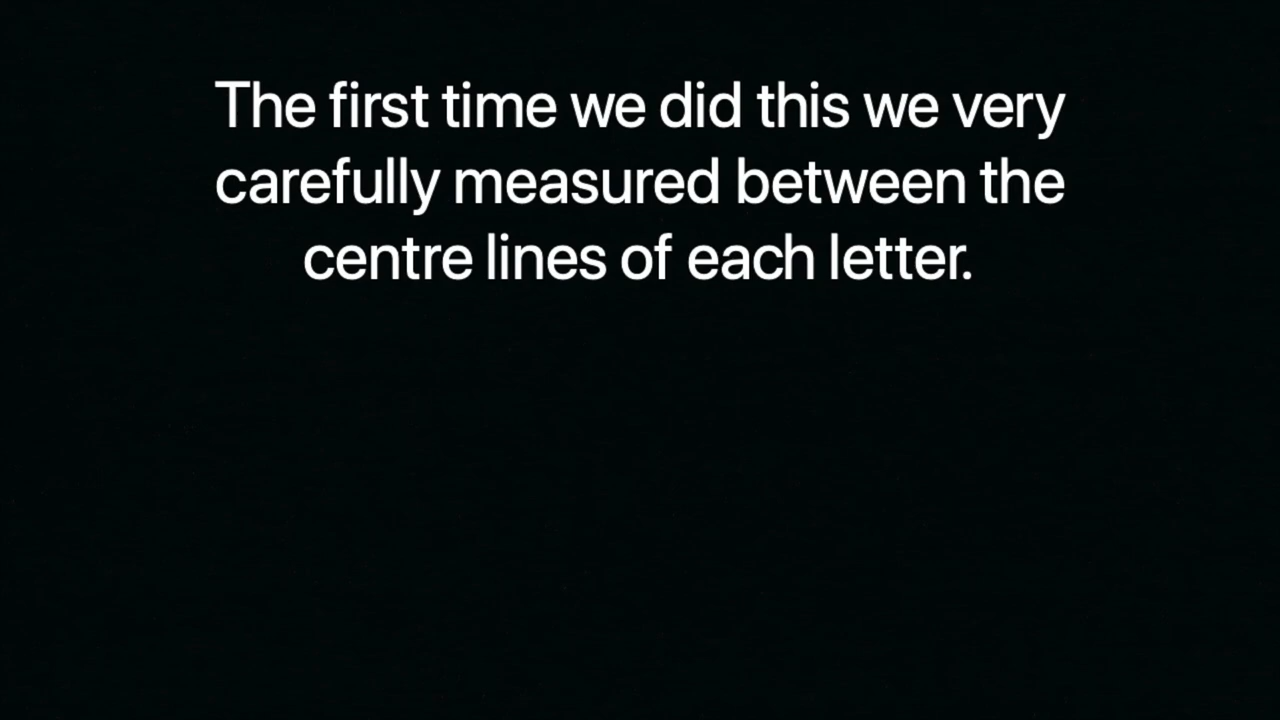 The first time we did this we very
carefully measured between the
centre lines of each letter.